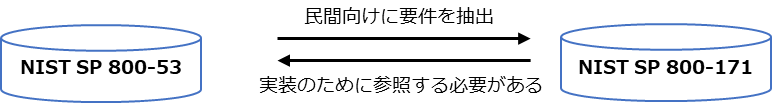 民間向けに要件を抽出
NIST SP 800-53
NIST SP 800-171
実装のために参照する必要がある